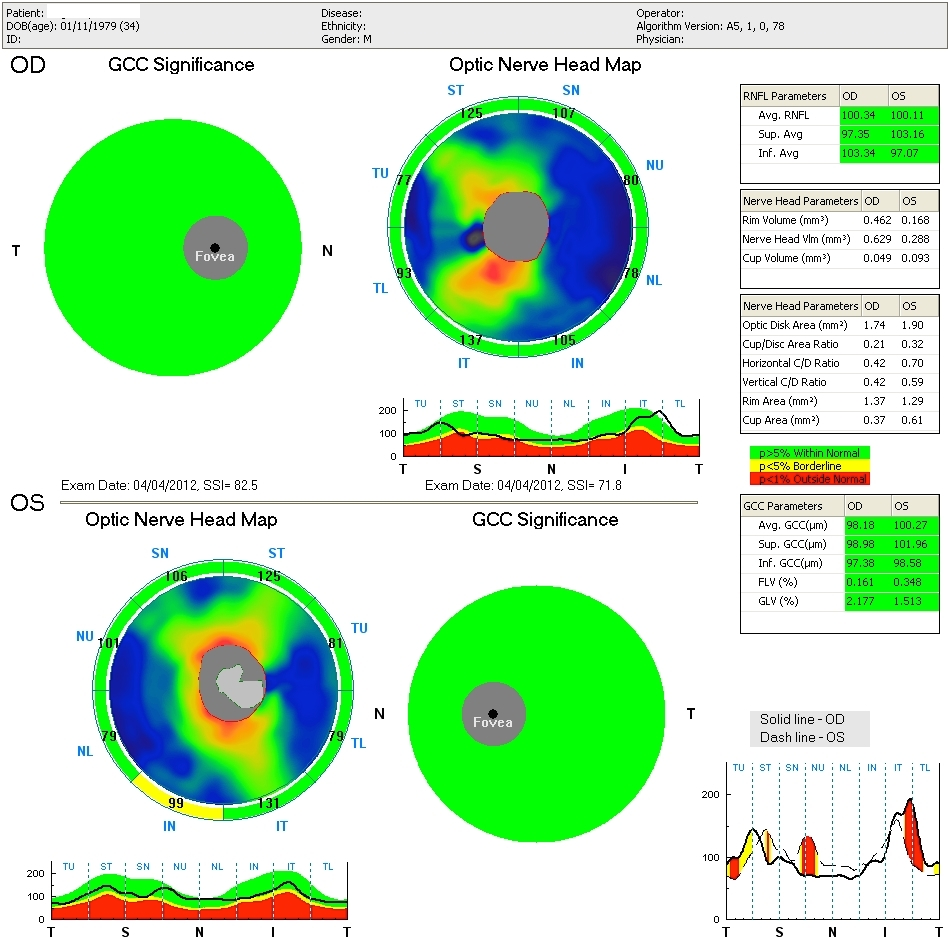 Patient: Disease: Operator:
DOB(age): 01/11/1979 (34) Ethnicity: Algorithm Version: A5, 1, 0, 78
ID: Gender: M Physician:
OD GCC Significance Optic Nerve Head Map
T Fovea N
ST SN
125 107
TU NU
77 80
93 78
TL NL
137 105
IT IN
TU ST SN NU NL IN IT TL
200
100
0
T S N I T
Exam Date: 04/04/2012, SSI= 82.5 Exam Date: 04/04/2012, SSI= 71.8
OS
Optic Nerve Head Map GCC Significance
SN ST
106 125
NU TU
101 81
79 79
NL TL
99 131
IN IT
N Fovea T
TU ST SN NU NL IN IT TL
200
100
0
T S N I T
RNFL Parameters OD OS
Avg. RNFL 100.34 100.11
Sup. Avg 97.35 103.16
Inf. Avg 103.34 97.07
Nerve Head Parameters OD OS
Rim Volume (mm³) 0.462 0.168
Nerve Head Vlm (mm³) 0.629 0.288
Cup Volume (mm³) 0.049 0.093
Nerve Head Parameters OD OS
Optic Disk Area (mm²) 1.74 1.90
Cup/Disc Area Ratio 0.21 0.32
Horizontal C/D Ratio 0.42 0.70
Vertical C/D Ratio 0.42 0.59
Rim Area (mm²) 1.37 1.29
Cup Area (mm²) 0.37 0.61
p>5% Within Normal
p<5% Borderline
p<1% Outside Normal
GCC Parameters OD OS
Avg. GCC(µm) 98.18 100.27
Sup. GCC(µm) 98.98 101.96
Inf. GCC(µm) 97.38 98.58
FLV (%) 0.161 0.348
GLV (%) 2.177 1.513
Solid line - OD
Dash line - OS
TU ST SN NU NL IN IT TL
200
100
0
T S N I T